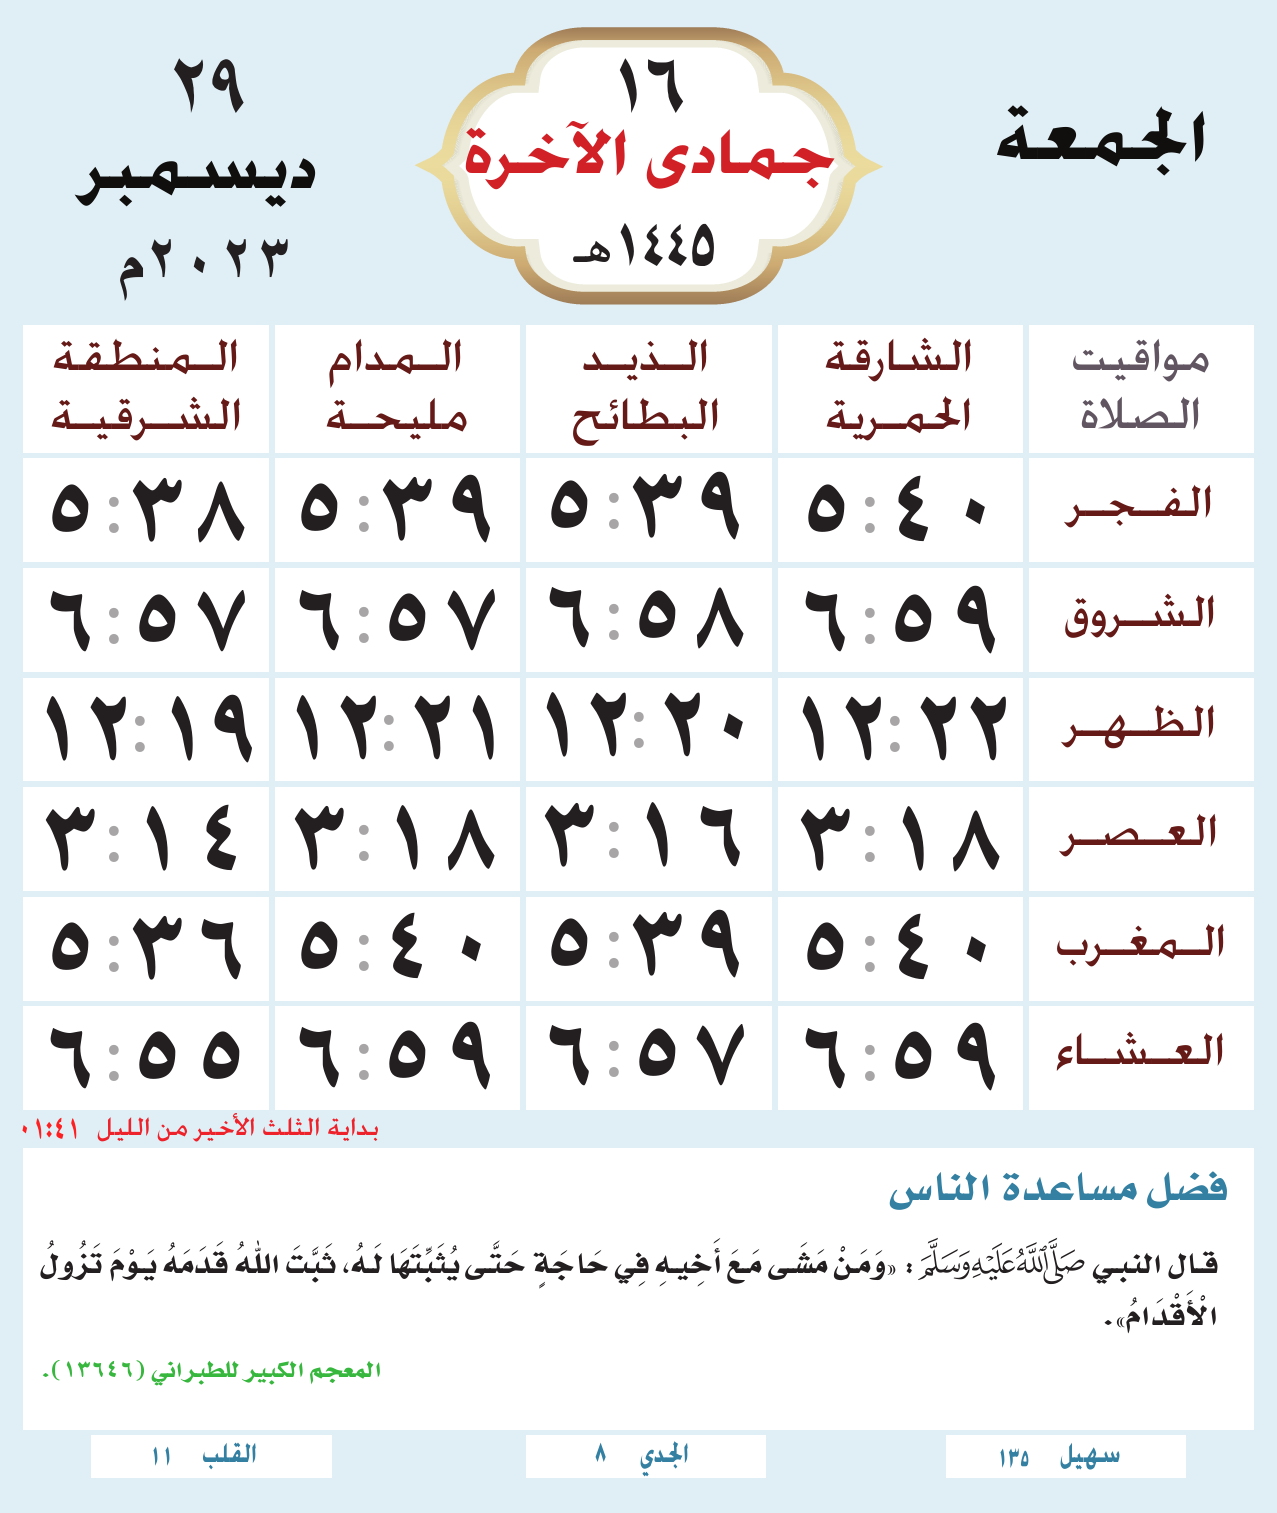 الجمعة
١٦
جمادى الآخرة
١٤٤٥هـ
٢٩
ديسمبر
٢٠٢٣م
مواقيت الصلاة
الشارقة الحمرية
الذيد البطائح
المدام مليحة
المنطقة الشرقية
الفجر ٥:٤٠ ٥:٣٩ ٥:٣٩ ٥:٣٨
الشروق ٦:٥٩ ٦:٥٨ ٦:٥٧ ٦:٥٧
الظهر ١٢:٢٢ ١٢:٢٠ ١٢:٢١ ١٢:١٩
العصر ٣:١٨ ٣:١٦ ٣:١٨ ٣:١٤
المغرب ٥:٤٠ ٥:٣٩ ٥:٤٠ ٥:٣٦
العشاء ٦:٥٩ ٦:٥٧ ٦:٥٩ ٦:٥٥
بداية الثلث الأخير من الليل ٠١:٤١
فضل مساعدة الناس
قال النبي صَلَّى اللَّهُ عَلَيْهِ وَسَلَّمَ : «وَمَنْ مَشَى مَعَ أَخِيهِ فِي حَاجَةٍ حَتَّى يُثَبِّتَهَا لَهُ، ثَبَّتَ اللهُ قَدَمَهُ يَوْمَ تَزُولُ
الْأَقْدَامُ».
المعجم الكبير للطبراني (١٣٦٤٦).
سهيل ١٣٥
الجدي ٨
القلب ١١